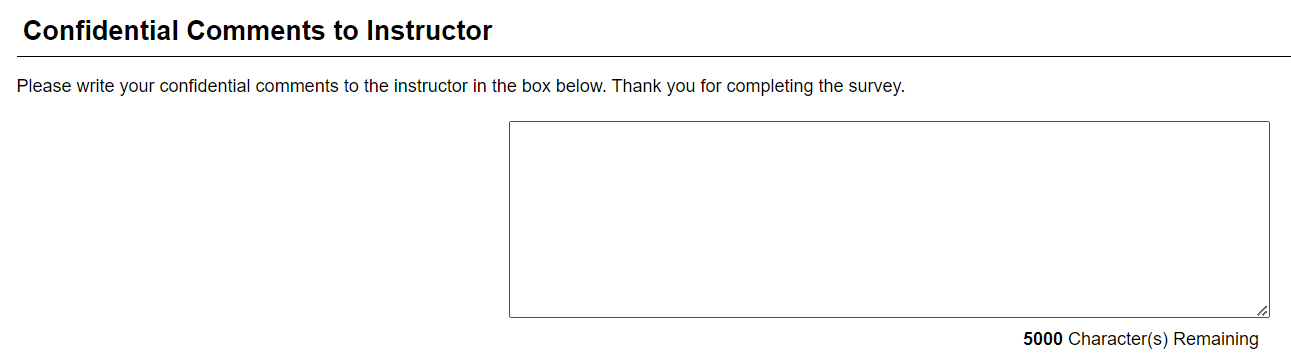 Confidential Comments to Instructor
Please write your confidential comments to the instructor in the box below. Thank you for completing the survey.
5000 Character(s) Remaining